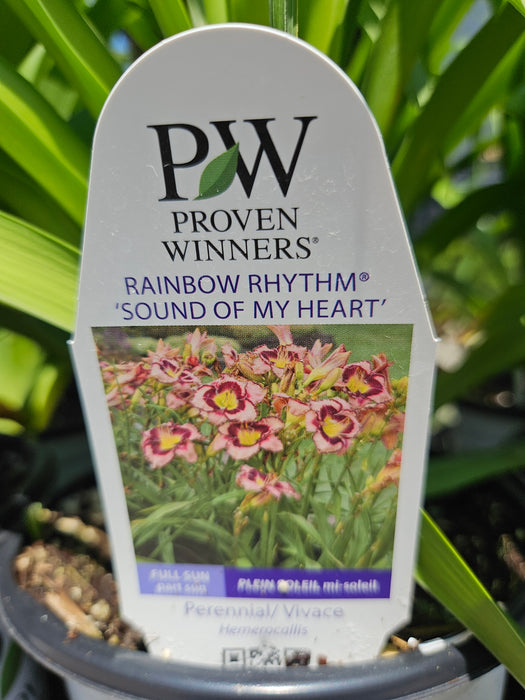 PW
PROVEN
WINNERS®
RAINBOW RHYTHM®
'SOUND OF MY HEART'
FULL SUN
part sun
PLEIN SOLEIL mi-soleil
Perennial/ Vivace
Hemerocallis